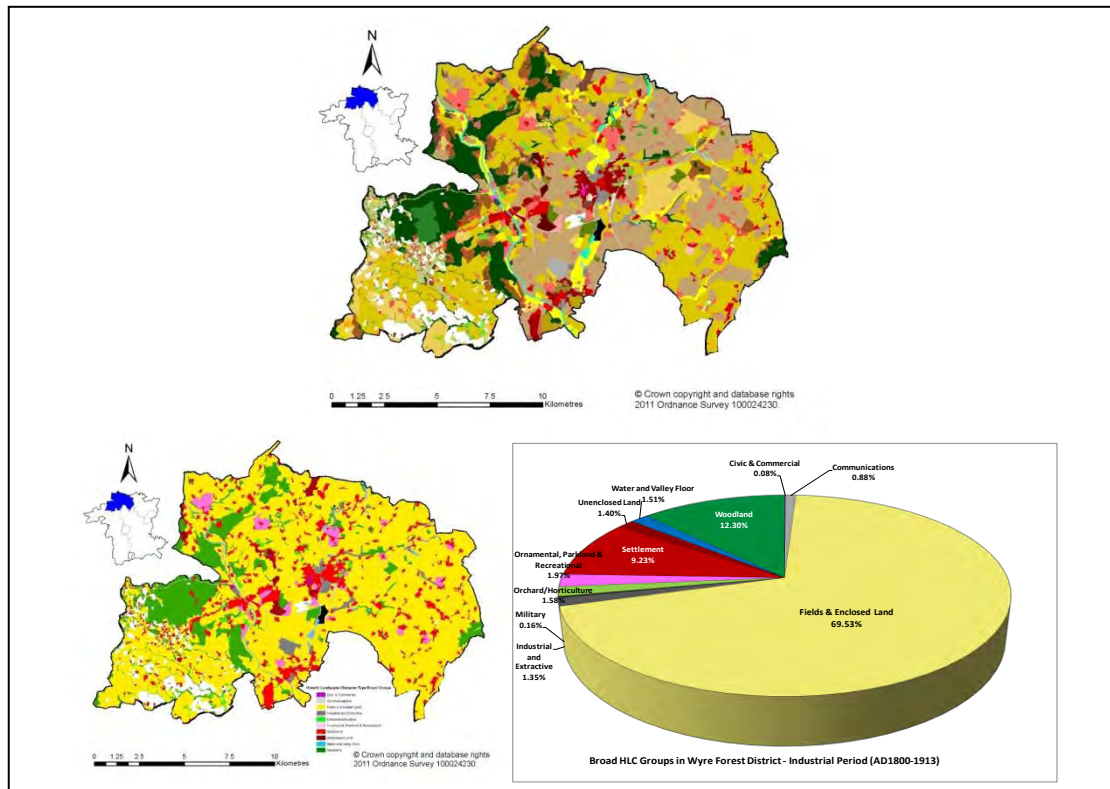 N
0 1.25 2.5 5 7.5 10
Kilometres
© Crown copyright and database rights
2011 Ordnance Survey 100024230.
N
0 1.25 2.5 5 7.5 10
Kilometres
© Crown copyright and database rights
2011 Ordnance Survey 100024230.
Civic & Commercial
0.08%
Communications
0.88%
Water and Valley Floor
1.51%
Unenclosed Land
1.40%
Woodland
12.30%
Ornamental, Parkland &
Recreational
1.97%
Settlement
9.23%
Orchard/Horticulture
1.58%
Military
0.16%
Industrial
and
Extractive
1.35%
Fields & Enclosed Land
69.53%
Broad HLC Groups in Wyre Forest District - Industrial Period (AD1800-1913)